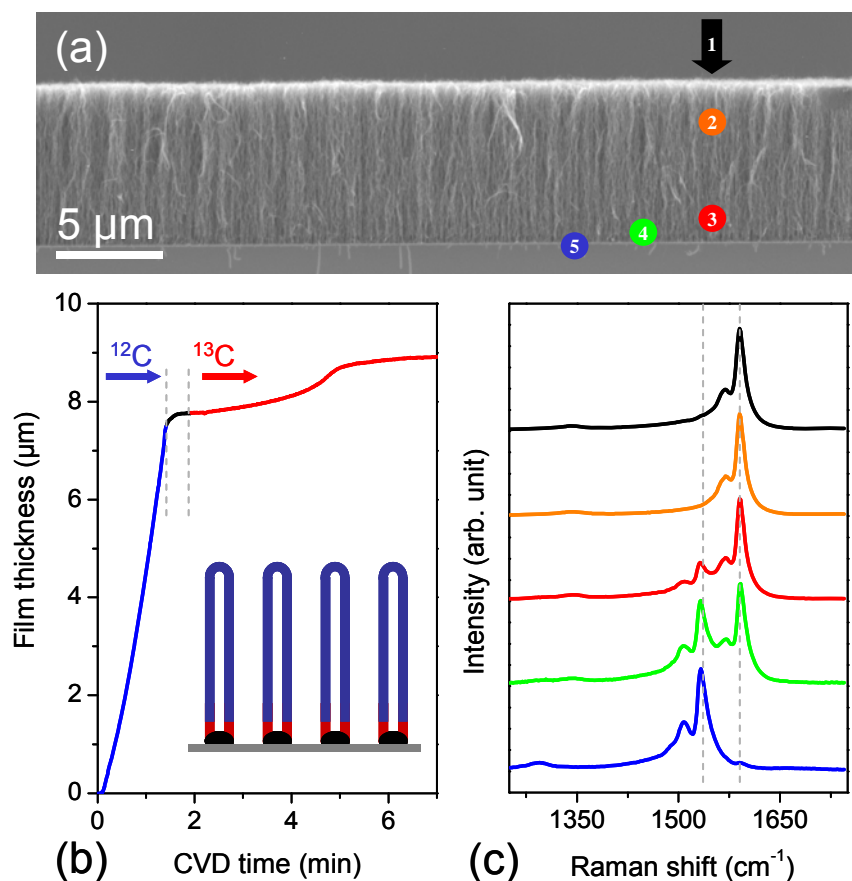 (a)
1
2
3
4
5
5 µm
10
8
6
4
2
0
0
2
4
6
Film thickness (µm)
¹²C
¹³C
CVD time (min)
(b)
Intensity (arb. unit)
1350
1500
1650
Raman shift (cm⁻¹)
(c)